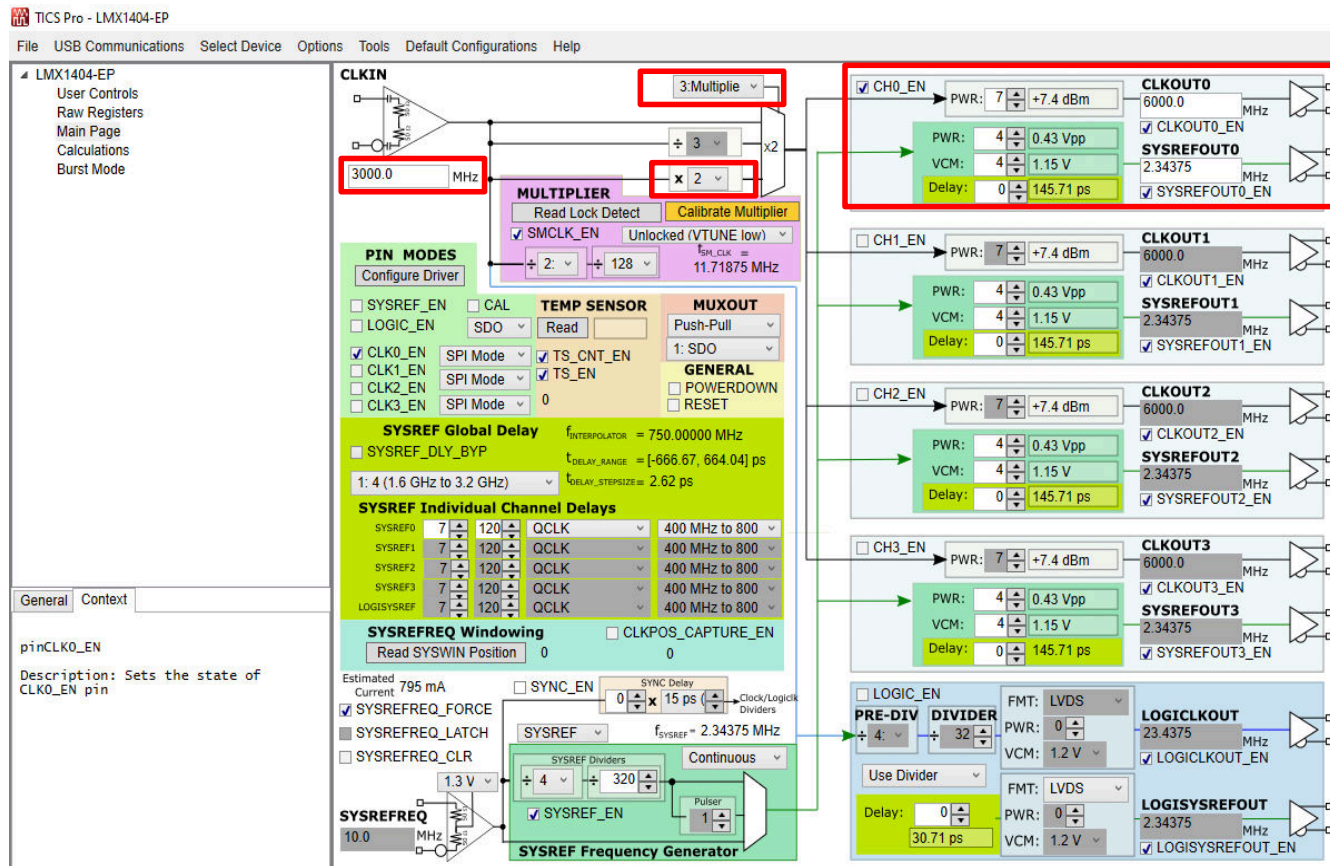 TICS Pro - LMX1404-EP
File USB Communications Select Device Options Tools Default Configurations Help
LMX1404-EP
User Controls
Raw Registers
Main Page
Calculations
Burst Mode
General Context
pinCLK0_EN
Description: Sets the state of
CLK0_EN pin
CLKIN
50 Ω
50 Ω
3000.0 MHz
3:Multiplie
÷ 3
x2
x 2
MULTIPLIER
Read Lock Detect Calibrate Multiplier
SMCLK_EN Unlocked (VTUNE low)
÷ 2: ÷ 128
fSM_CLK =
11.71875 MHz
PIN MODES
Configure Driver
SYSREF_EN CAL
LOGIC_EN SDO
CLK0_EN SPI Mode
CLK1_EN
CLK2_EN SPI Mode
CLK3_EN SPI Mode
TEMP SENSOR
Read
TS_CNT_EN
TS_EN
0
MUXOUT
Push-Pull
1: SDO
GENERAL
POWERDOWN
RESET
SYSREF Global Delay
SYSREF_DLY_BYP
1: 4 (1.6 GHz to 3.2 GHz)
fINTERPOLATOR = 750.00000 MHz
tDELAY_RANGE = [-666.67, 664.04] ps
tDELAY_STEPSIZE = 2.62 ps
SYSREF Individual Channel Delays
SYSREF0 7 120 QCLK 400 MHz to 800
SYSREF1 7 120 QCLK 400 MHz to 800
SYSREF2 7 120 QCLK 400 MHz to 800
SYSREF3 7 120 QCLK 400 MHz to 800
LOGISYSREF 7 120 QCLK 400 MHz to 800
SYSREFREQ Windowing CLKPOS_CAPTURE_EN
Read SYSWIN Position 0 0
Estimated
Current 795 mA
SYSREFREQ_FORCE
SYSREFREQ_LATCH
SYSREFREQ_CLR
SYNC_EN
SYNC Delay
0 x 15 ps (
Clock/Logiclk
Dividers
SYSREF
fSYSREF = 2.34375 MHz
1.3 V
SYSREFREQ
10.0 MHz
50 Ω
50 Ω
SYSREF Dividers
÷ 4 ÷ 320
SYSREF_EN
Continuous
Pulser
1
SYSREF Frequency Generator
CH0_EN
PWR: 7 +7.4 dBm
CLKOUT0
6000.0 MHz
CLKOUT0_EN
PWR: 4 0.43 Vpp
VCM: 4 1.15 V
Delay: 0 145.71 ps
SYSREFOUT0
2.34375 MHz
SYSREFOUT0_EN
CH1_EN
PWR: 7 +7.4 dBm
CLKOUT1
6000.0 MHz
CLKOUT1_EN
PWR: 4 0.43 Vpp
VCM: 4 1.15 V
Delay: 0 145.71 ps
SYSREFOUT1
2.34375 MHz
SYSREFOUT1_EN
CH2_EN
PWR: 7 +7.4 dBm
CLKOUT2
6000.0 MHz
CLKOUT2_EN
PWR: 4 0.43 Vpp
VCM: 4 1.15 V
Delay: 0 145.71 ps
SYSREFOUT2
2.34375 MHz
SYSREFOUT2_EN
CH3_EN
PWR: 7 +7.4 dBm
CLKOUT3
6000.0 MHz
CLKOUT3_EN
PWR: 4 0.43 Vpp
VCM: 4 1.15 V
Delay: 0 145.71 ps
SYSREFOUT3
2.34375 MHz
SYSREFOUT3_EN
LOGIC_EN
PRE-DIV DIVIDER
÷ 4: ÷ 32
Use Divider
FMT: LVDS
PWR: 0
VCM: 1.2 V
LOGICLKOUT
23.4375 MHz
LOGICLKOUT_EN
Delay: 0
30.71 ps
FMT: LVDS
PWR: 0
VCM: 1.2 V
LOGISYSREFOUT
2.34375 MHz
LOGISYSREFOUT_EN